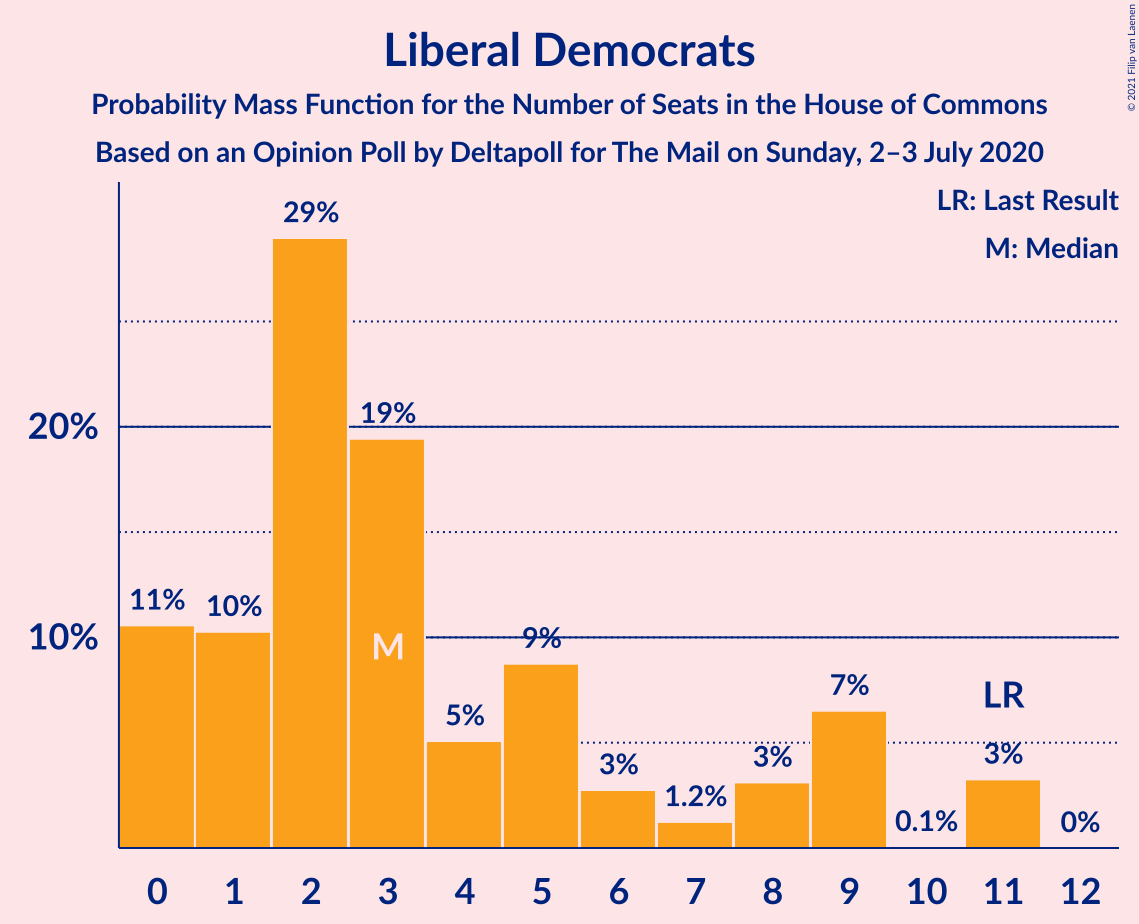 Liberal Democrats
Probability Mass Function for the Number of Seats in the House of Commons
Based on an Opinion Poll by Deltapoll for The Mail on Sunday, 2–3 July 2020
© 2021 Filip van Laenen
LR: Last Result
M: Median
29%
20%
19%
11%
10%
10%
M
9%
5%
3%
1.2%
3%
7%
0.1%
LR
3%
0%
0 1 2 3 4 5 6 7 8 9 10 11 12